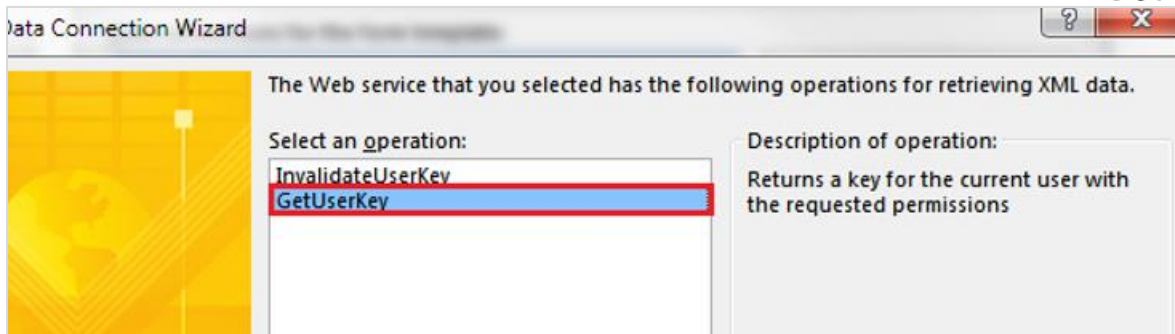 Data Connection Wizard
The Web service that you selected has the following operations for retrieving XML data.
Select an operation:
Description of operation:
InvalidateUserKey
GetUserKey
Returns a key for the current user with
the requested permissions